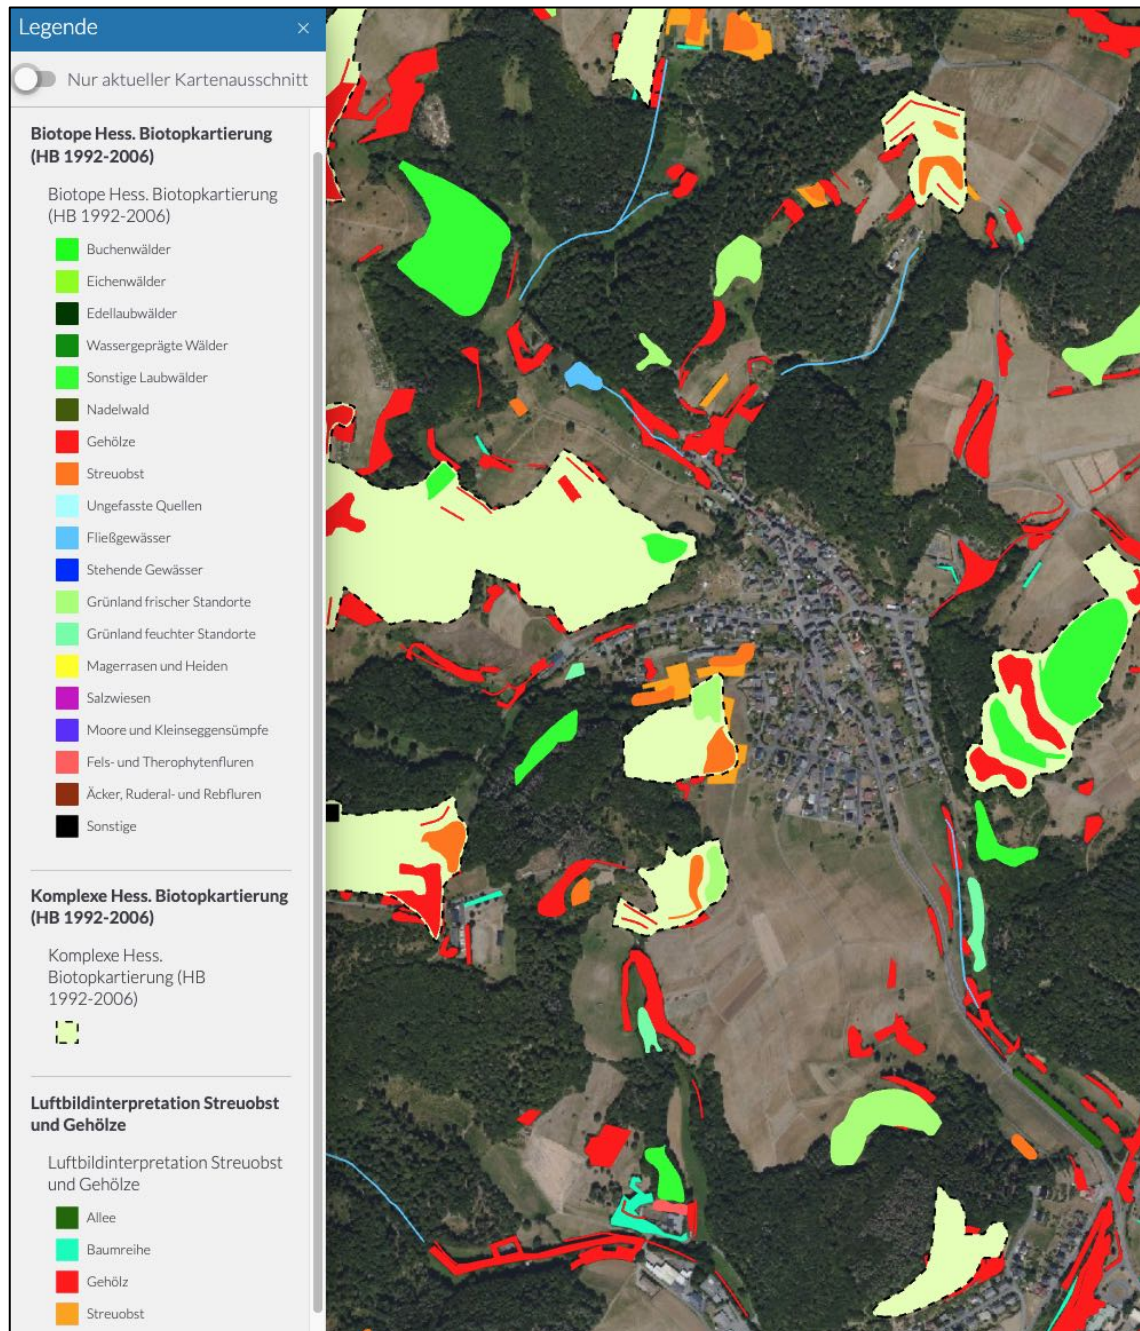 Legende ×
Nur aktueller Kartenausschnitt
Biotope Hess. Biotopkartierung
(HB 1992-2006)
Biotope Hess. Biotopkartierung
(HB 1992-2006)
Buchenwälder
Eichenwälder
Edellaubwälder
Wassergeprägte Wälder
Sonstige Laubwälder
Nadelwald
Gehölze
Streuobst
Ungefasste Quellen
Fließgewässer
Stehende Gewässer
Grünland frischer Standorte
Grünland feuchter Standorte
Magerrasen und Heiden
Salzwiesen
Moore und Kleinseggensümpfe
Fels- und Therophytenfluren
Äcker, Ruderal- und Rebfluren
Sonstige
Komplexe Hess. Biotopkartierung
(HB 1992-2006)
Komplexe Hess.
Biotopkartierung (HB
1992-2006)
Luftbildinterpretation Streuobst
und Gehölze
Luftbildinterpretation Streuobst
und Gehölze
Allee
Baumreihe
Gehölz
Streuobst